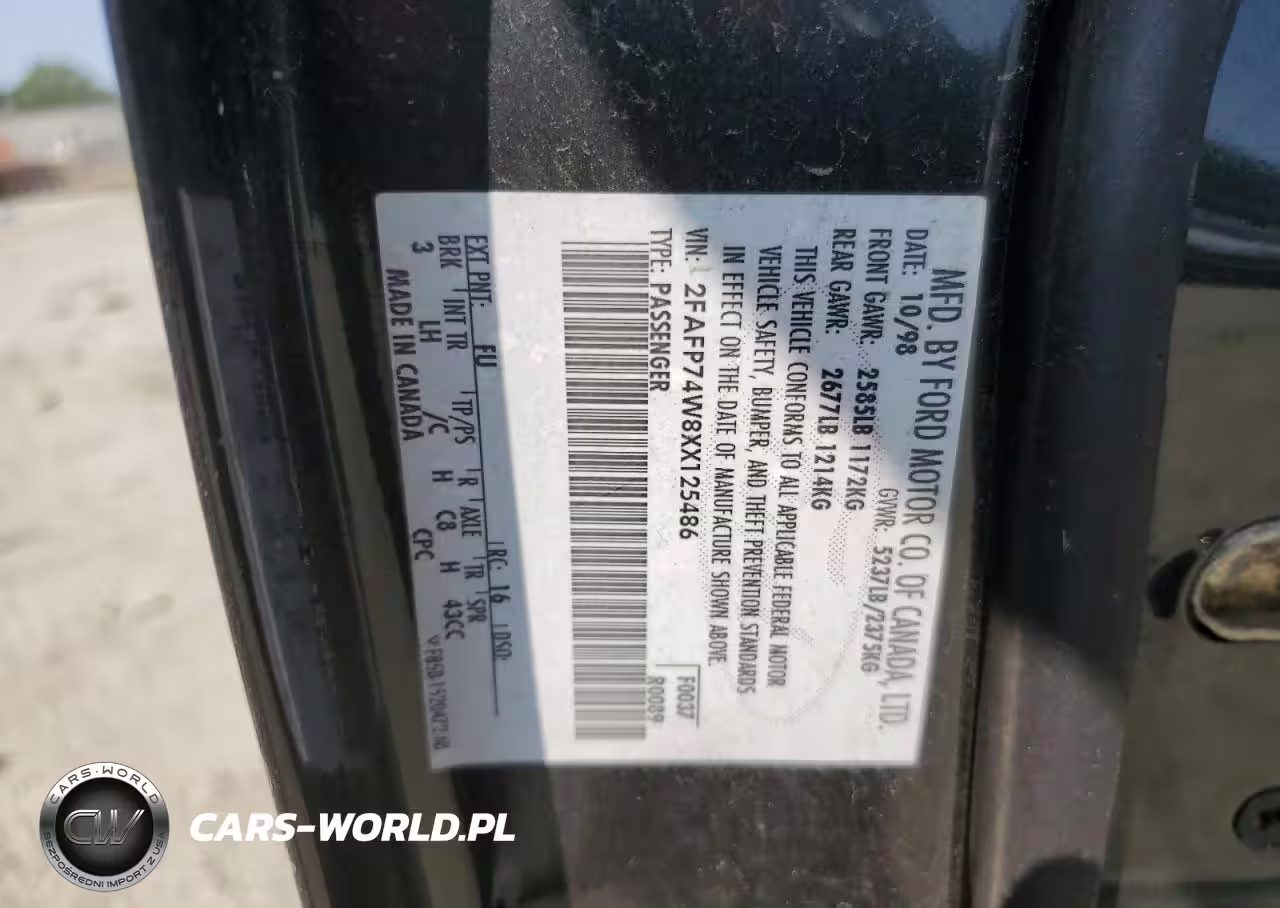 MFD. BY FORD MOTOR CO. OF CANADA, LTD.
DATE: 10/98
GVWR: 5237LB/2375KG
FRONT GAWR: 2585LB 1172KG
REAR GAWR: 2677LB 1214KG
THIS VEHICLE CONFORMS TO ALL APPLICABLE FEDERAL MOTOR
VEHICLE SAFETY, BUMPER, AND THEFT PREVENTION STANDARDS
IN EFFECT ON THE DATE OF MANUFACTURE SHOWN ABOVE.
VIN: 2FAFP74W8XX125486
TYPE: PASSENGER
F0037
R0089
EXT PNT: FU RC: 16 DSO:
BRK INT TR TP/PS R AXLE TR SPR
3 LH /C H C8 H 43CC
MADE IN CANADA CPC
CARS-WORLD
CW
BEZPOŚREDNI IMPORT Z USA
CARS-WORLD.PL